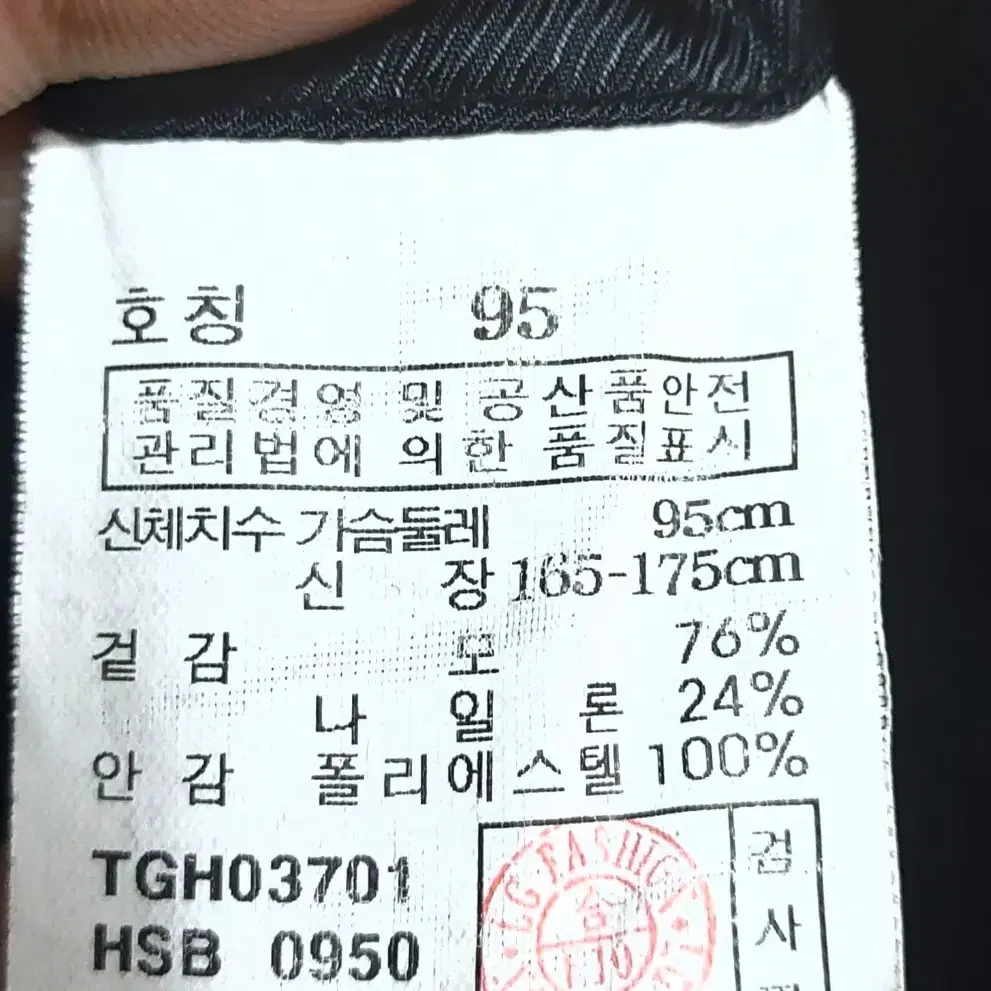 호칭 95
품질경영 및 공산품안전
관리법에 의한 품질표시
신체치수 가슴둘레 95cm
신장 165-175cm
겉감 모 76%
나일론 24%
안감 폴리에스텔 100%
TGH03701
HSB 0950
LG FASHION
검사